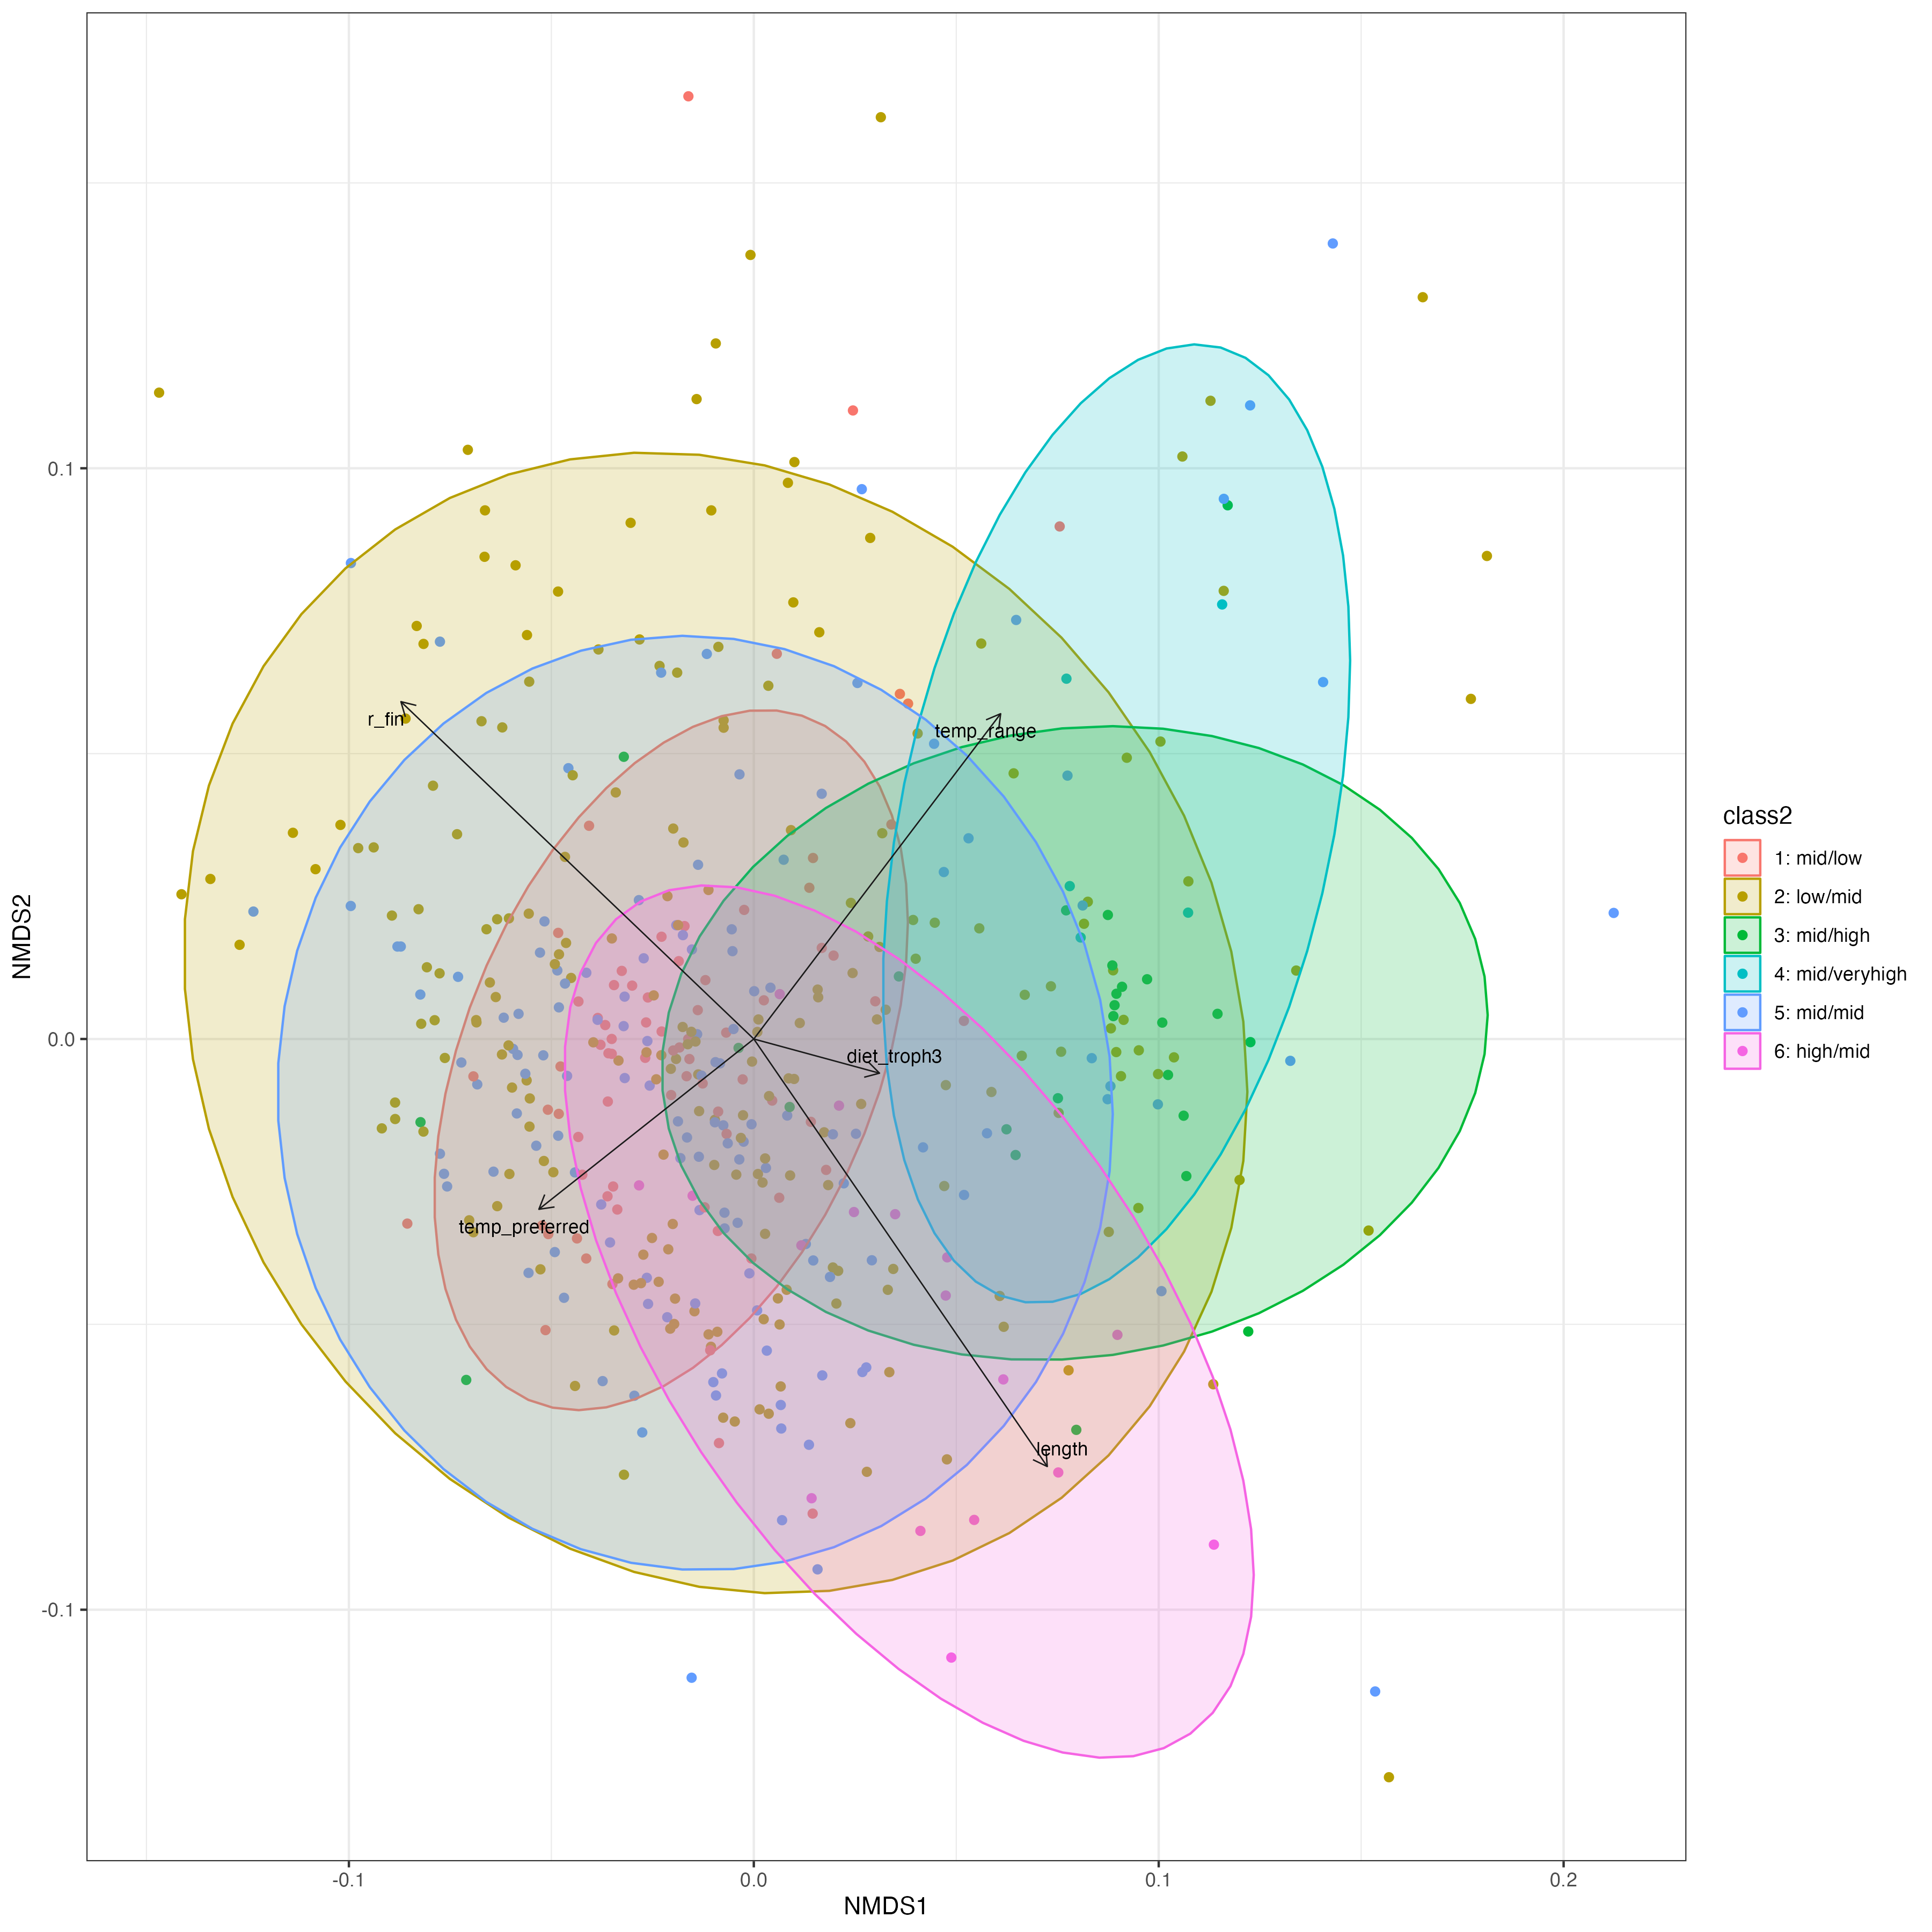 r_fin
temp_range
diet_troph3
temp_preferred
length
0.1
0.0
-0.1
NMDS2
-0.1
0.0
0.1
0.2
NMDS1
class2
1: mid/low
2: low/mid
3: mid/high
4: mid/veryhigh
5: mid/mid
6: high/mid